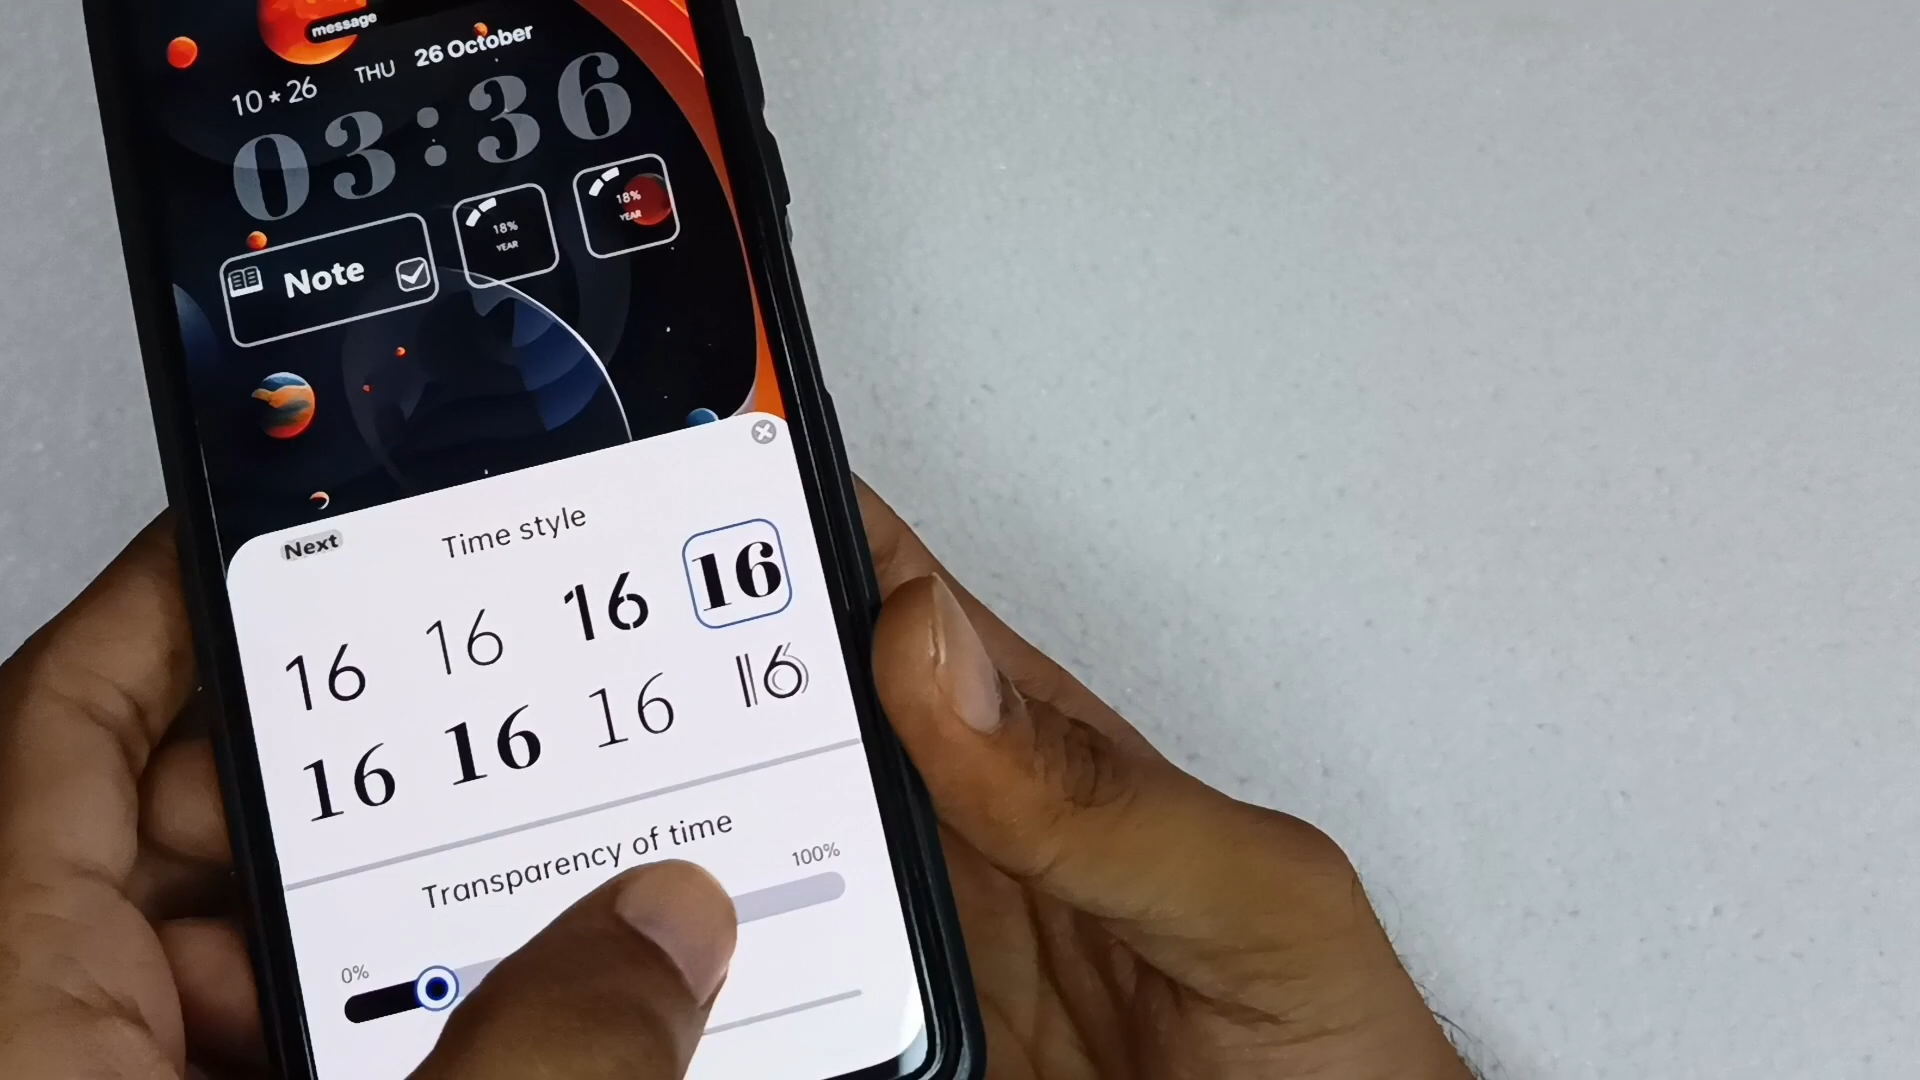 message
10 * 26 THU 26 October
03:36
Note
18%
YEAR
18%
YEAR
Next
Time style
16 16 16 16
16 16 16 16
Transparency of time
0% 100%